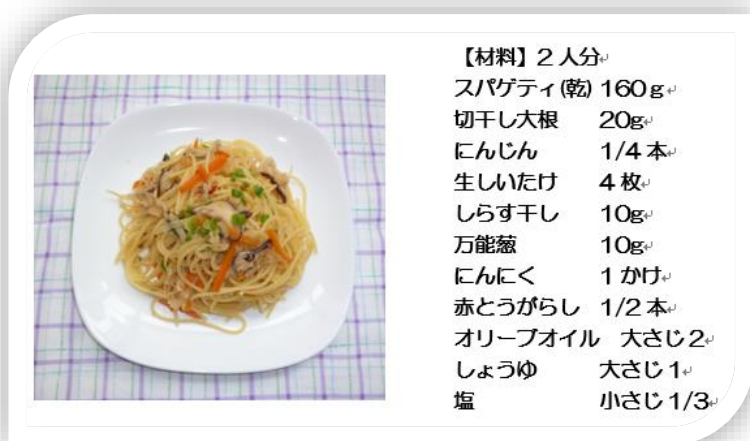 【材料】2人分
スパゲティ(乾) 160g
切干し大根 20g
にんじん 1/4本
生しいたけ 4枚
しらす干し 10g
万能葱 10g
にんにく 1かけ
赤とうがらし 1/2本
オリーブオイル 大さじ2
しょうゆ 大さじ1
塩 小さじ1/3